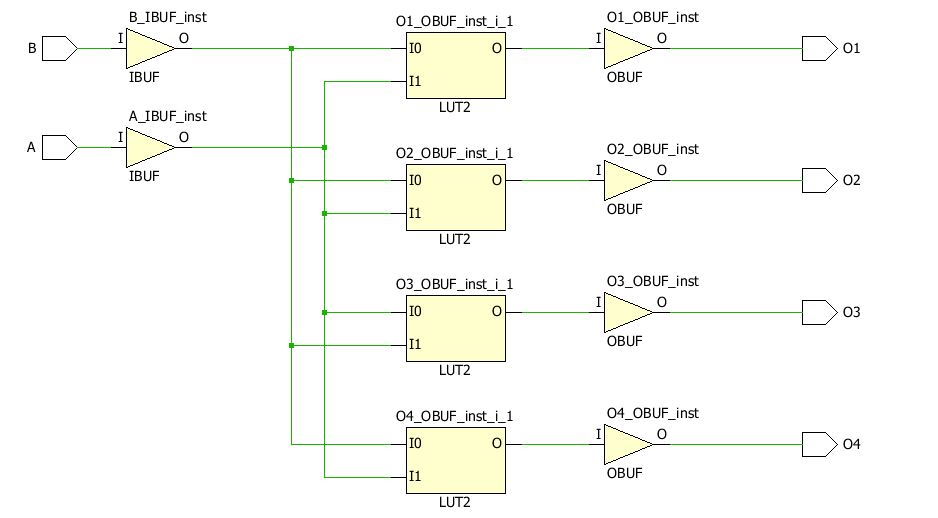 B_IBUF_inst
B
I
O
IBUF
A_IBUF_inst
A
I
O
IBUF
O1_OBUF_inst_i_1
I0
O
I1
LUT2
O1_OBUF_inst
I
O
OBUF
O1
O2_OBUF_inst_i_1
I0
O
I1
LUT2
O2_OBUF_inst
I
O
OBUF
O2
O3_OBUF_inst_i_1
I0
O
I1
LUT2
O3_OBUF_inst
I
O
OBUF
O3
O4_OBUF_inst_i_1
I0
O
I1
LUT2
O4_OBUF_inst
I
O
OBUF
O4